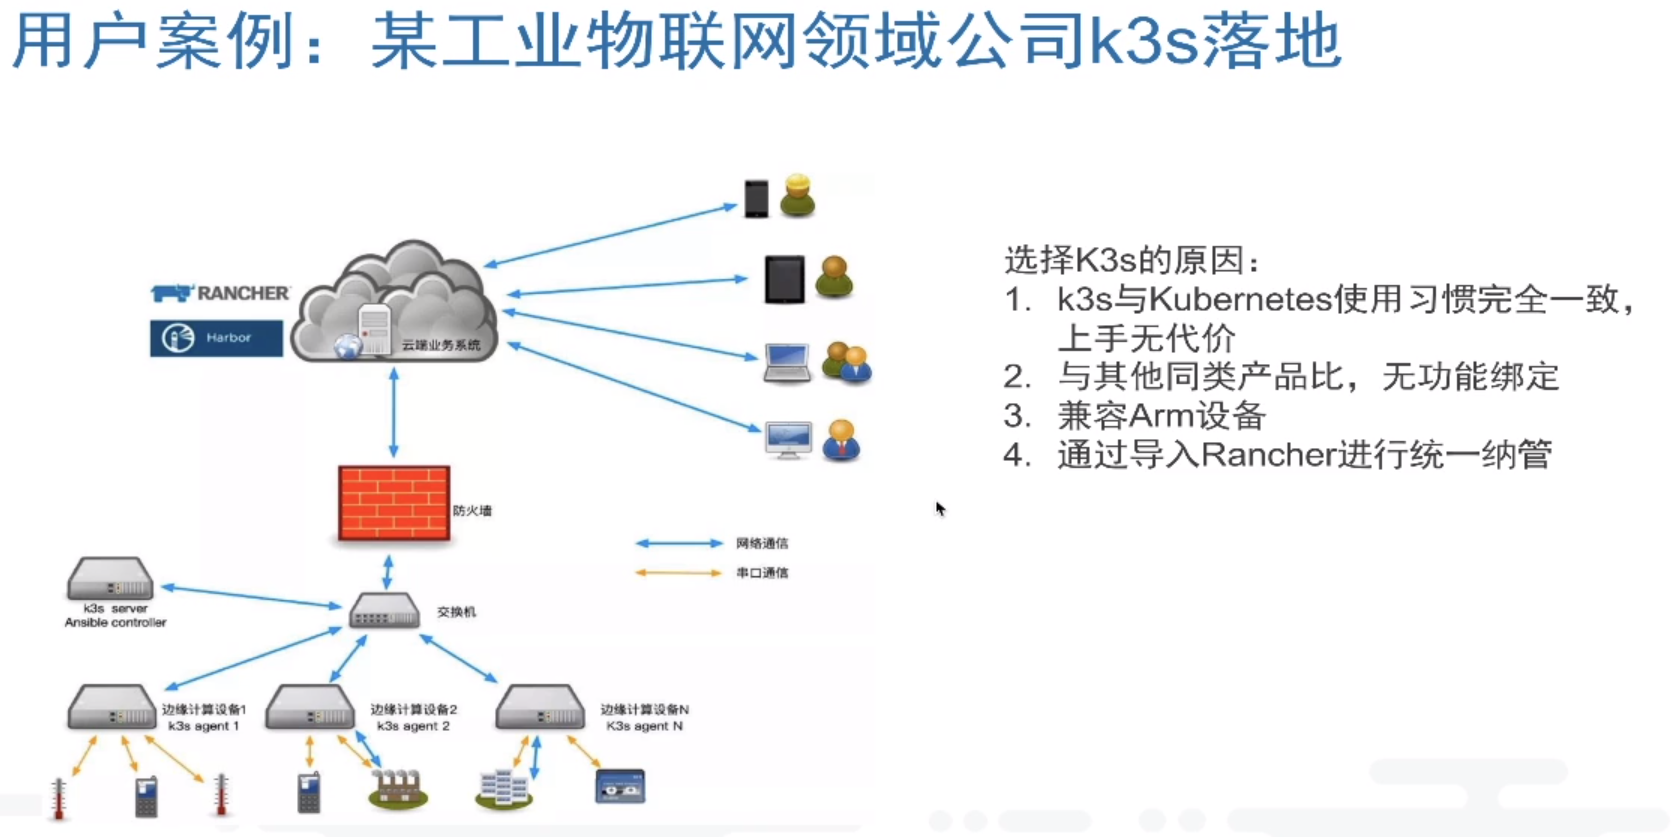 用户案例：某工业物联网领域公司k3s落地
选择K3s的原因：
1. k3s与Kubernetes使用习惯完全一致，
上手无代价
2. 与其他同类产品比，无功能绑定
3. 兼容Arm设备
4. 通过导入Rancher进行统一纳管
RANCHER
Harbor
云端业务系统
防火墙
网络通信
串口通信
k3s server
Ansible controller
交换机
边缘计算设备1
k3s agent 1
边缘计算设备2
k3s agent 2
边缘计算设备N
K3s agent N